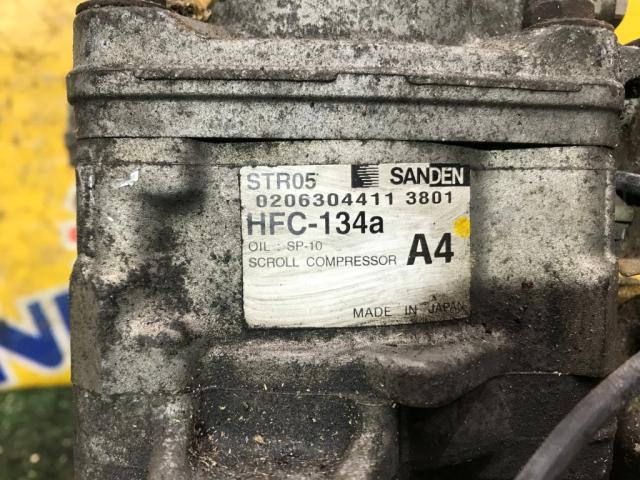 STR05 SANDEN
0206304411 3801
HFC-134a
OIL : SP-10
SCROLL COMPRESSOR A4
MADE IN JAPAN